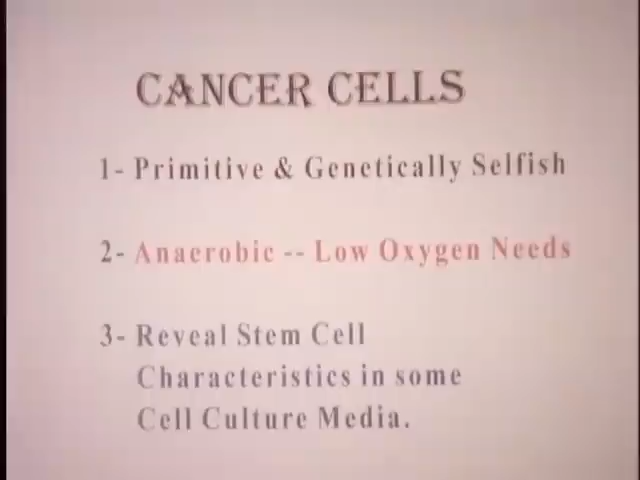 CANCER CELLS
1- Primitive & Genetically Selfish
2- Anaerobic -- Low Oxygen Needs
3- Reveal Stem Cell
Characteristics in some
Cell Culture Media.